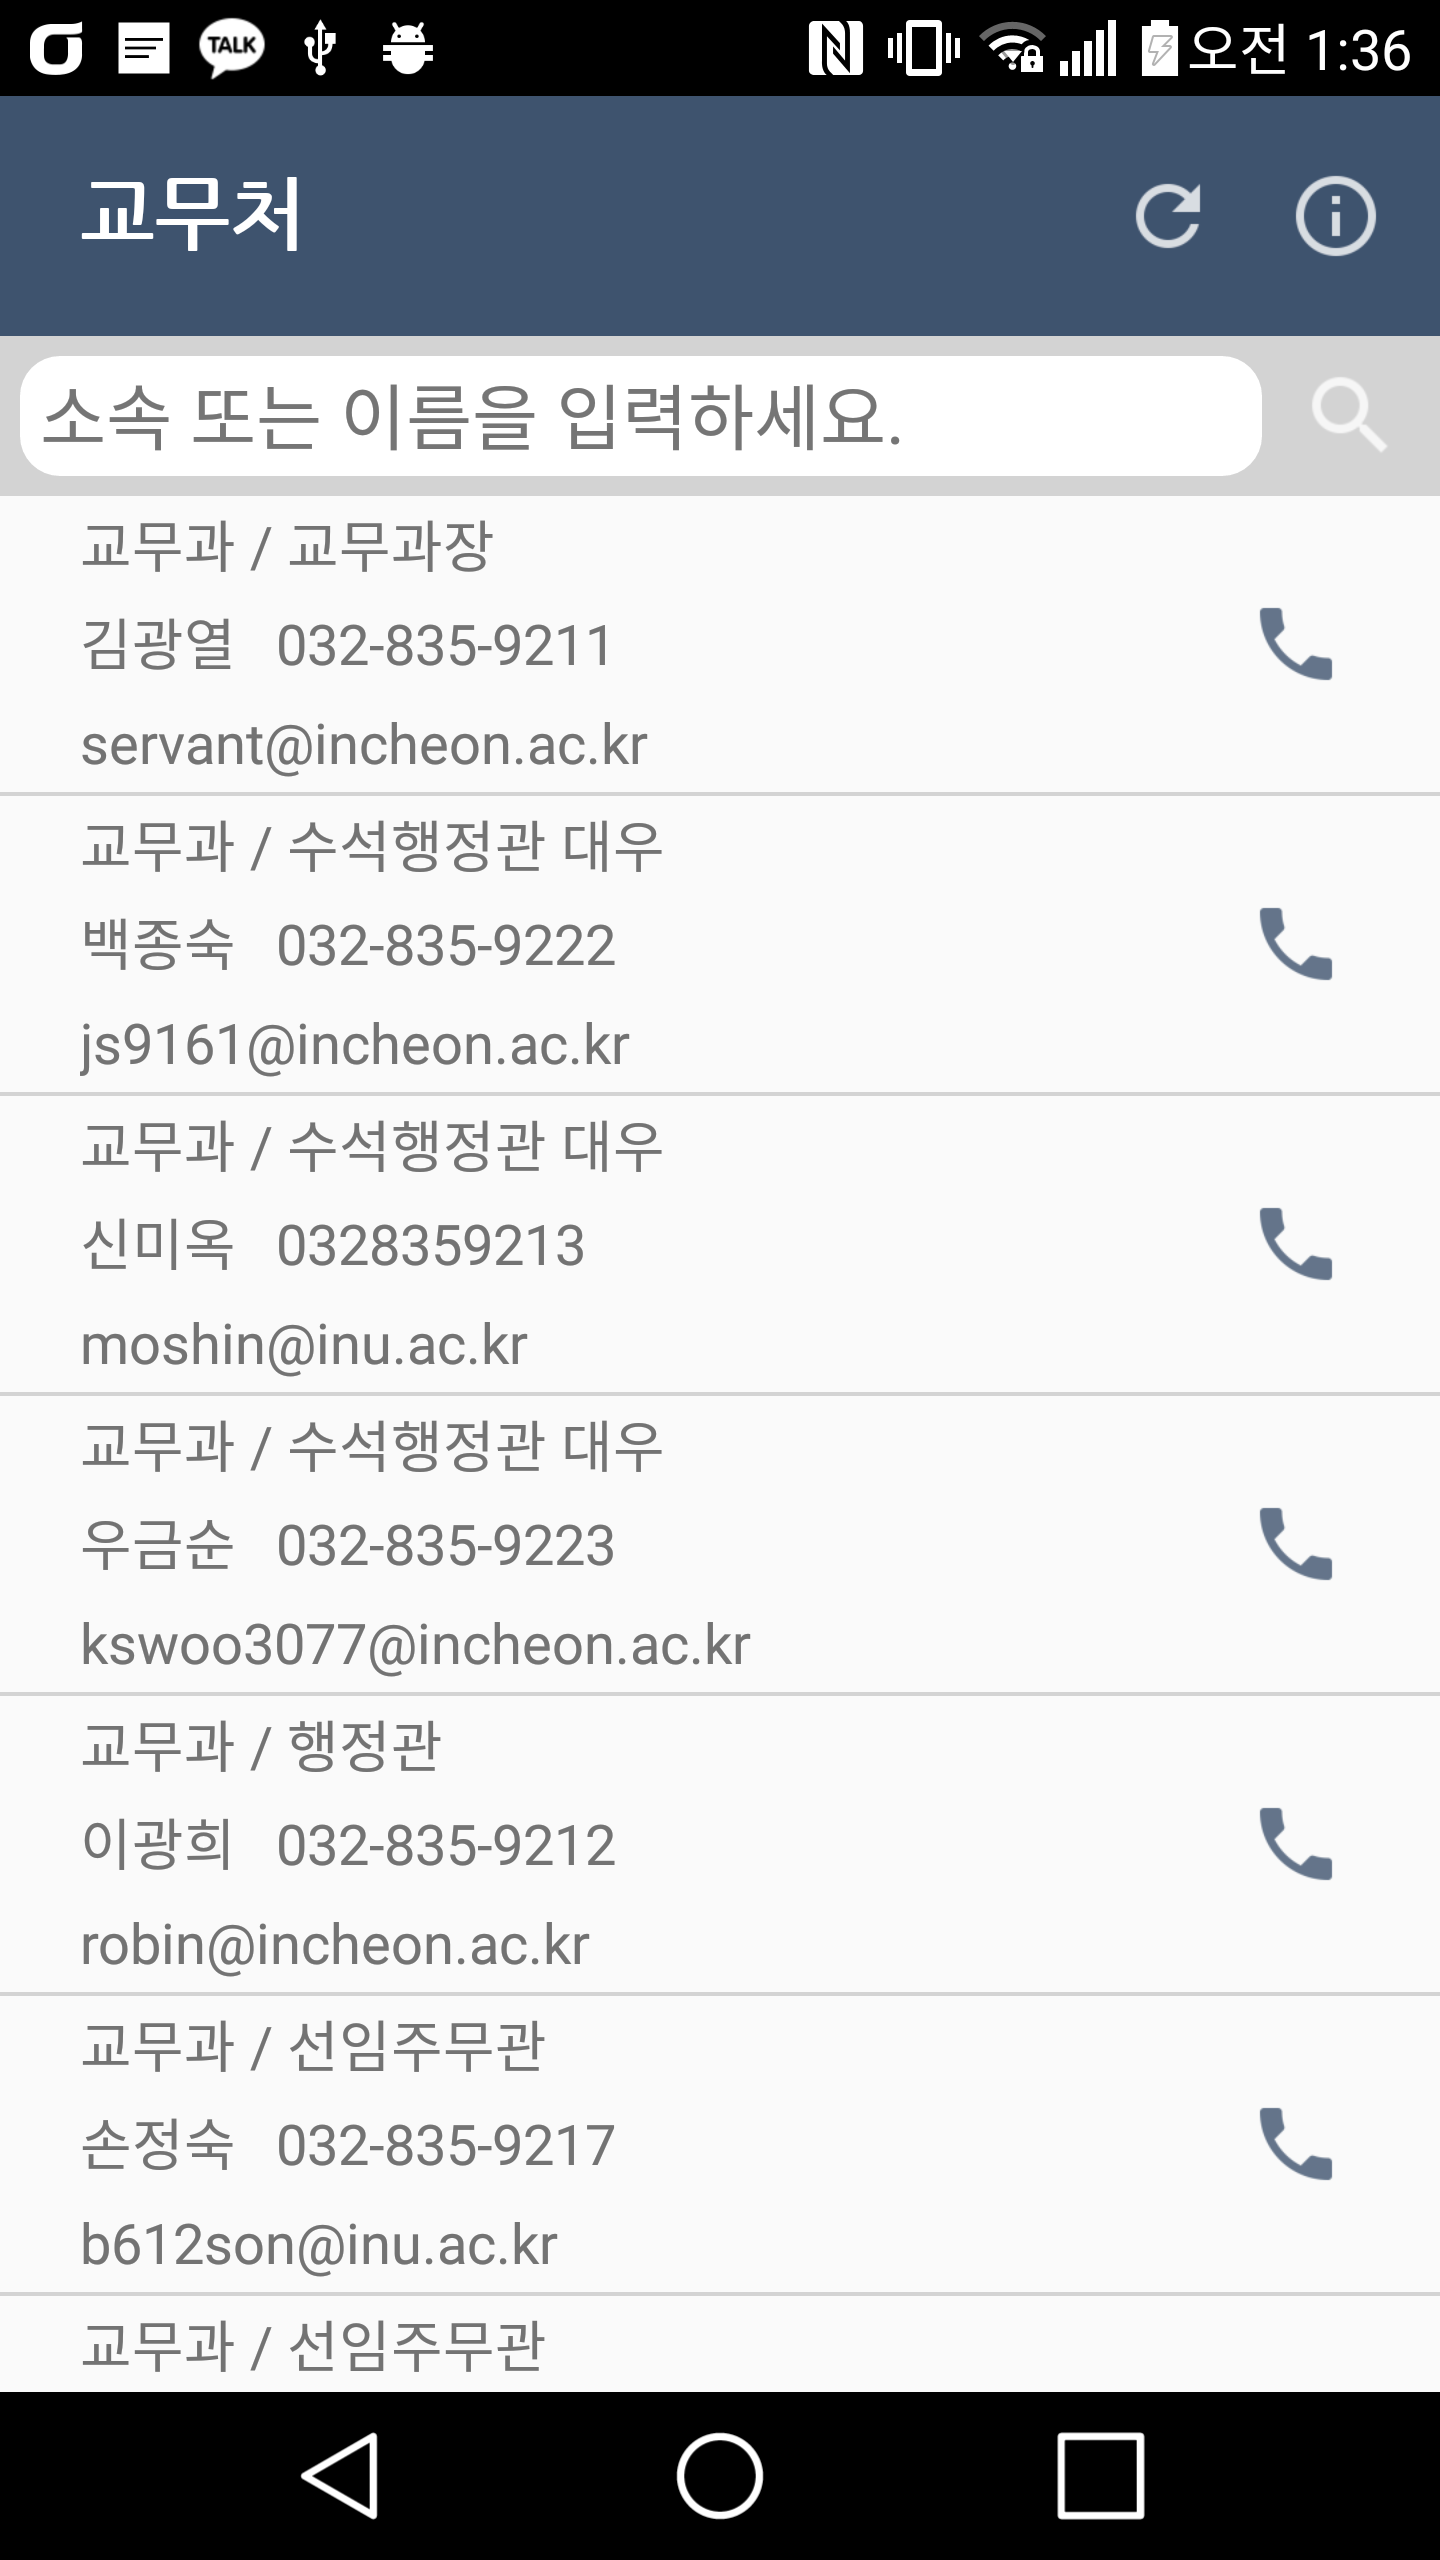 TALK
오전 1:36
교무처
소속 또는 이름을 입력하세요.
교무과 / 교무과장
김광열 032-835-9211
servant@incheon.ac.kr
교무과 / 수석행정관 대우
백종숙 032-835-9222
js9161@incheon.ac.kr
교무과 / 수석행정관 대우
신미옥 0328359213
moshin@inu.ac.kr
교무과 / 수석행정관 대우
우금순 032-835-9223
kswoo3077@incheon.ac.kr
교무과 / 행정관
이광희 032-835-9212
robin@incheon.ac.kr
교무과 / 선임주무관
손정숙 032-835-9217
b612son@inu.ac.kr
교무과 / 선임주무관